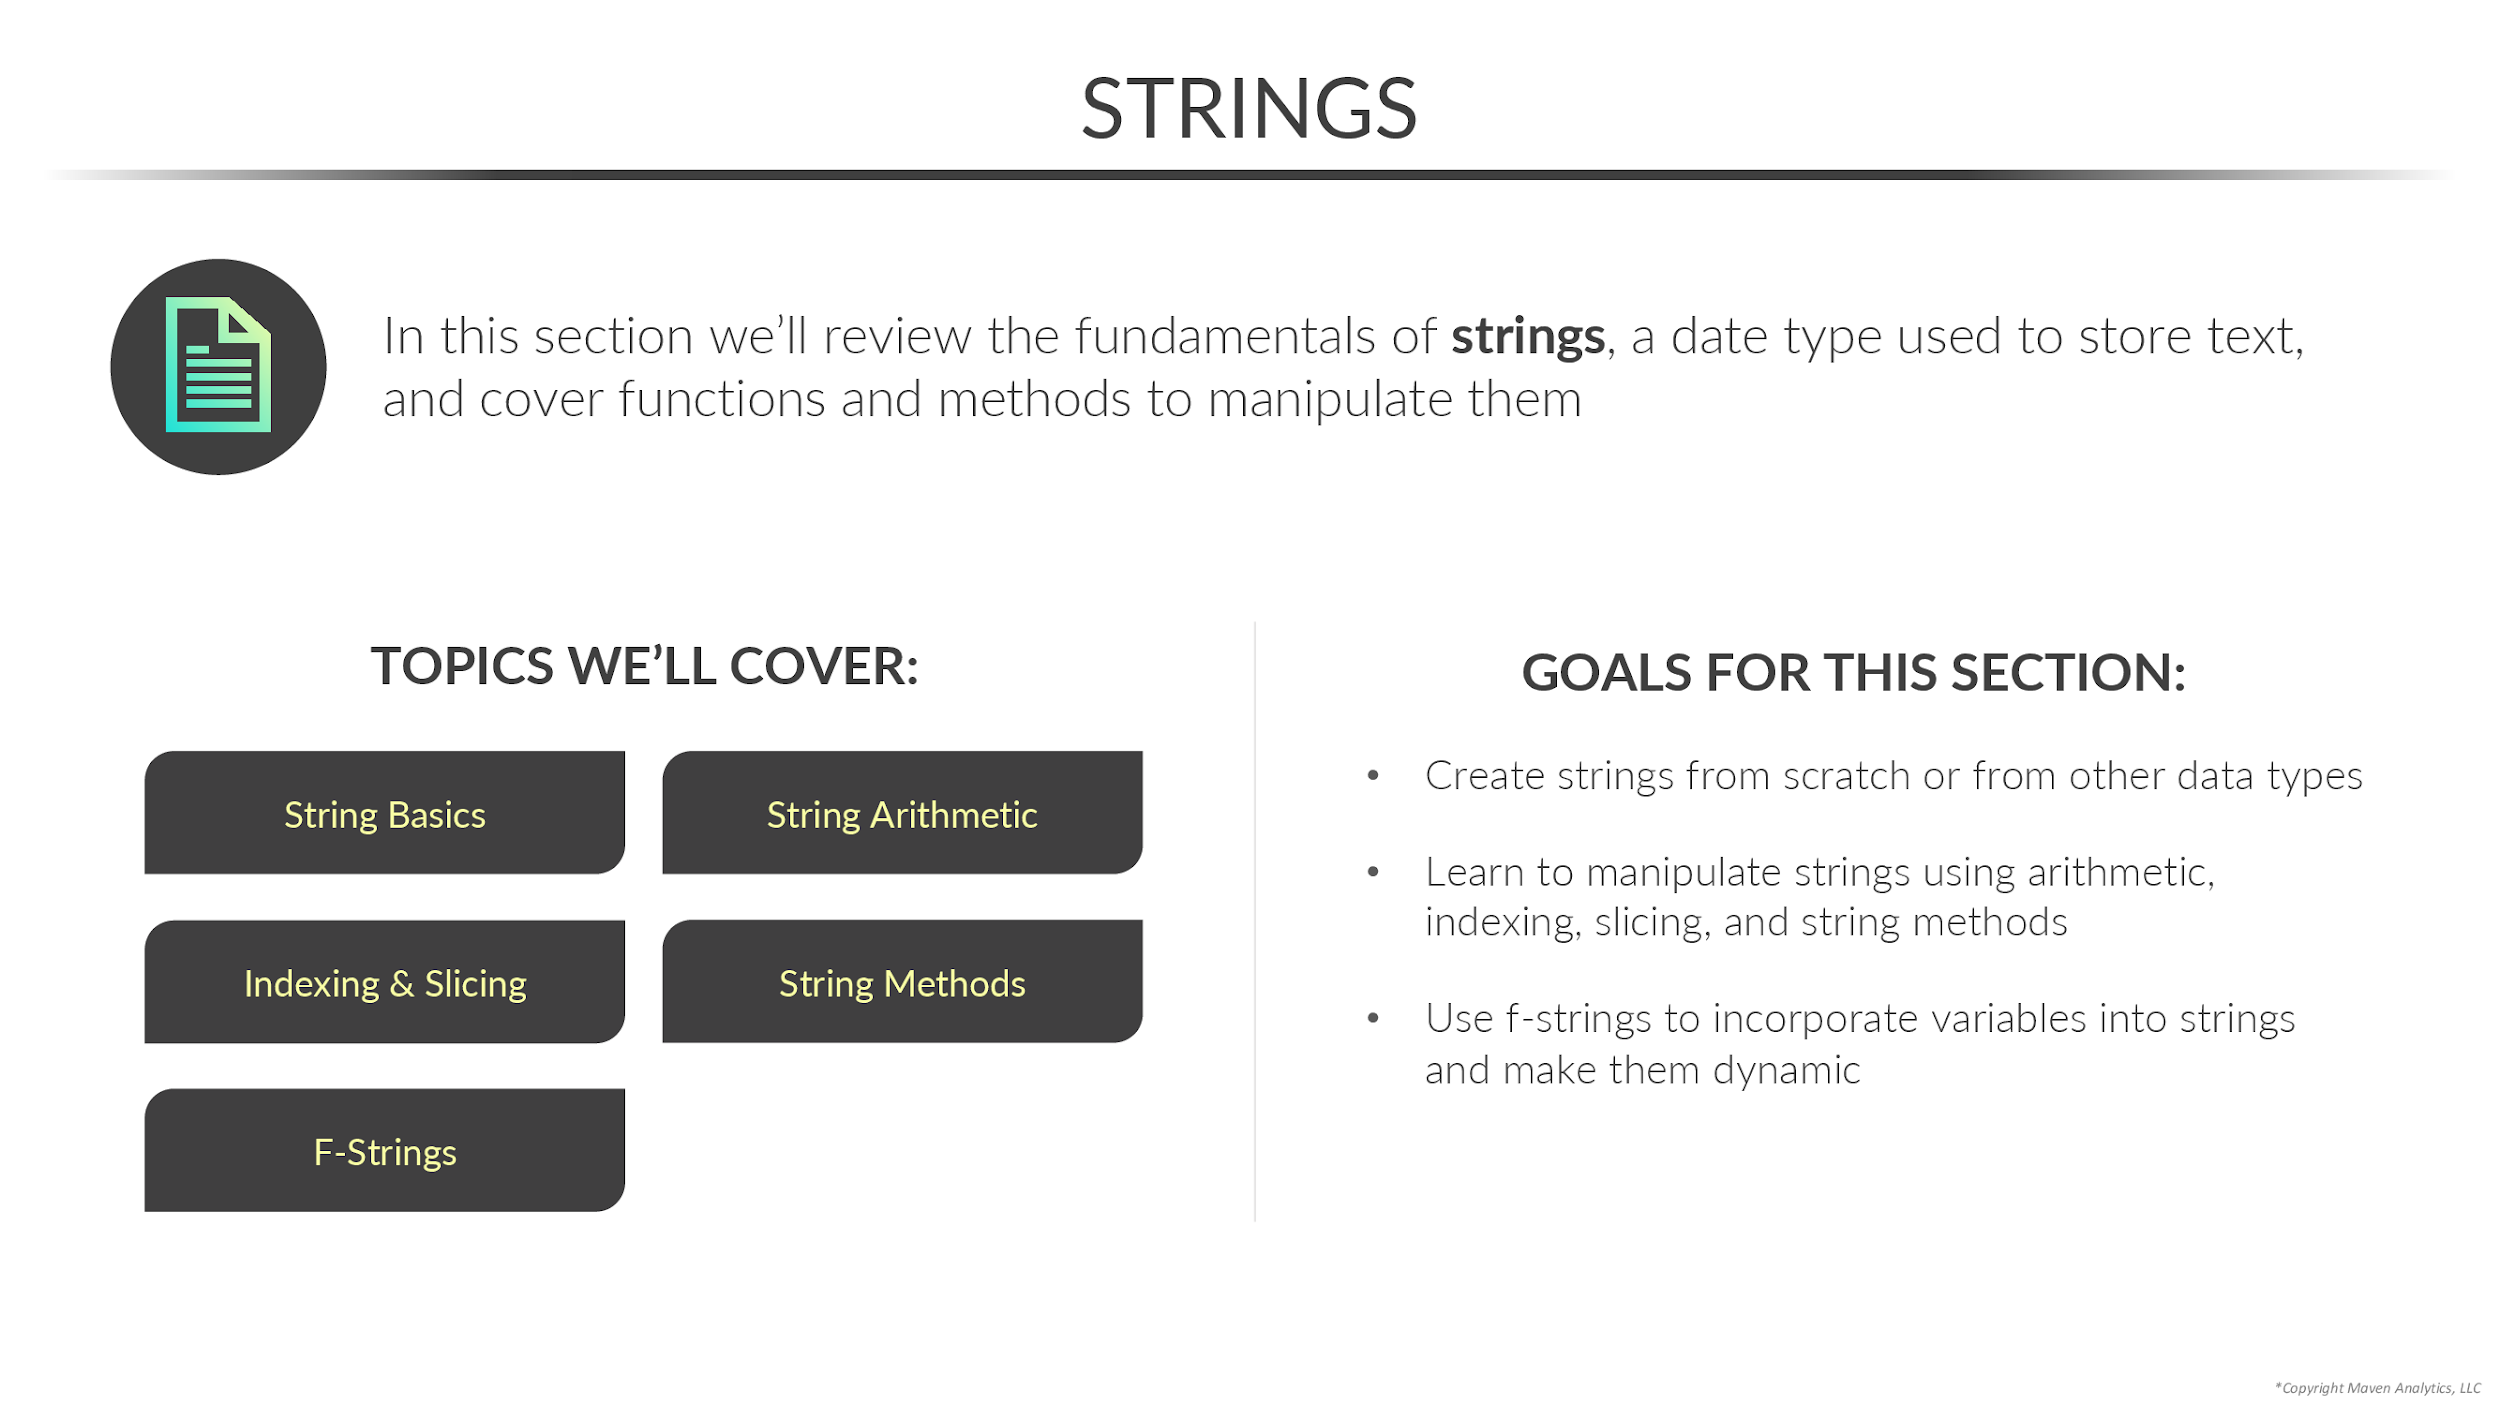 STRINGS
In this section we’ll review the fundamentals of strings, a date type used to store text,
and cover functions and methods to manipulate them
TOPICS WE’LL COVER:
String Basics
String Arithmetic
Indexing & Slicing
String Methods
F-Strings
GOALS FOR THIS SECTION:
• Create strings from scratch or from other data types
• Learn to manipulate strings using arithmetic,
indexing, slicing, and string methods
• Use f-strings to incorporate variables into strings
and make them dynamic
*Copyright Maven Analytics, LLC